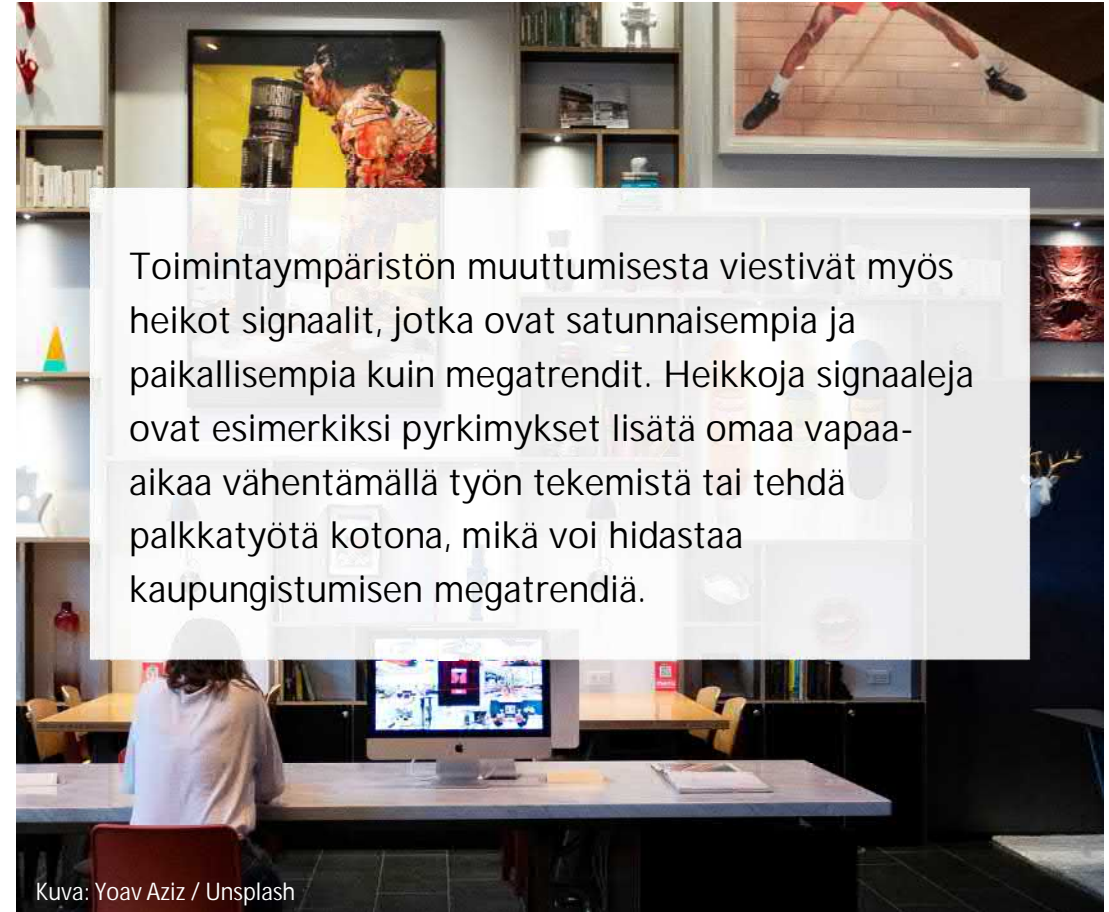 HERSHEY'S
SYRUP
Toimintaympäristön muuttumisesta viestivät myös
heikot signaalit, jotka ovat satunnaisempia ja
paikallisempia kuin megatrendit. Heikkoja signaaleja
ovat esimerkiksi pyrkimykset lisätä omaa vapaa-
aikaa vähentämällä työn tekemistä tai tehdä
palkkatyötä kotona, mikä voi hidastaa
kaupungistumisen megatrendiä.
Kuva: Yoav Aziz / Unsplash